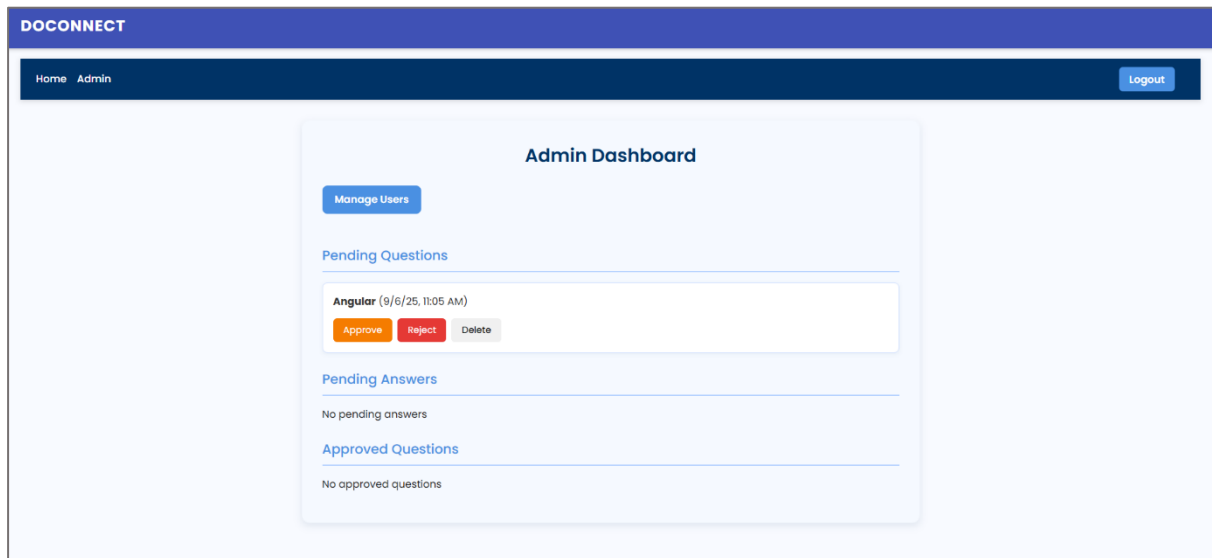 DOCONNECT
Home Admin Logout
Admin Dashboard
Manage Users
Pending Questions
Angular (9/6/25, 11:05 AM)
Approve Reject Delete
Pending Answers
No pending answers
Approved Questions
No approved questions